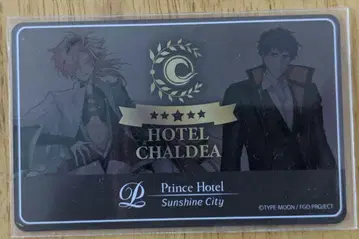 HOTEL
CHALDEA
Prince Hotel
Sunshine City
©TYPE-MOON / FGO PROJECT